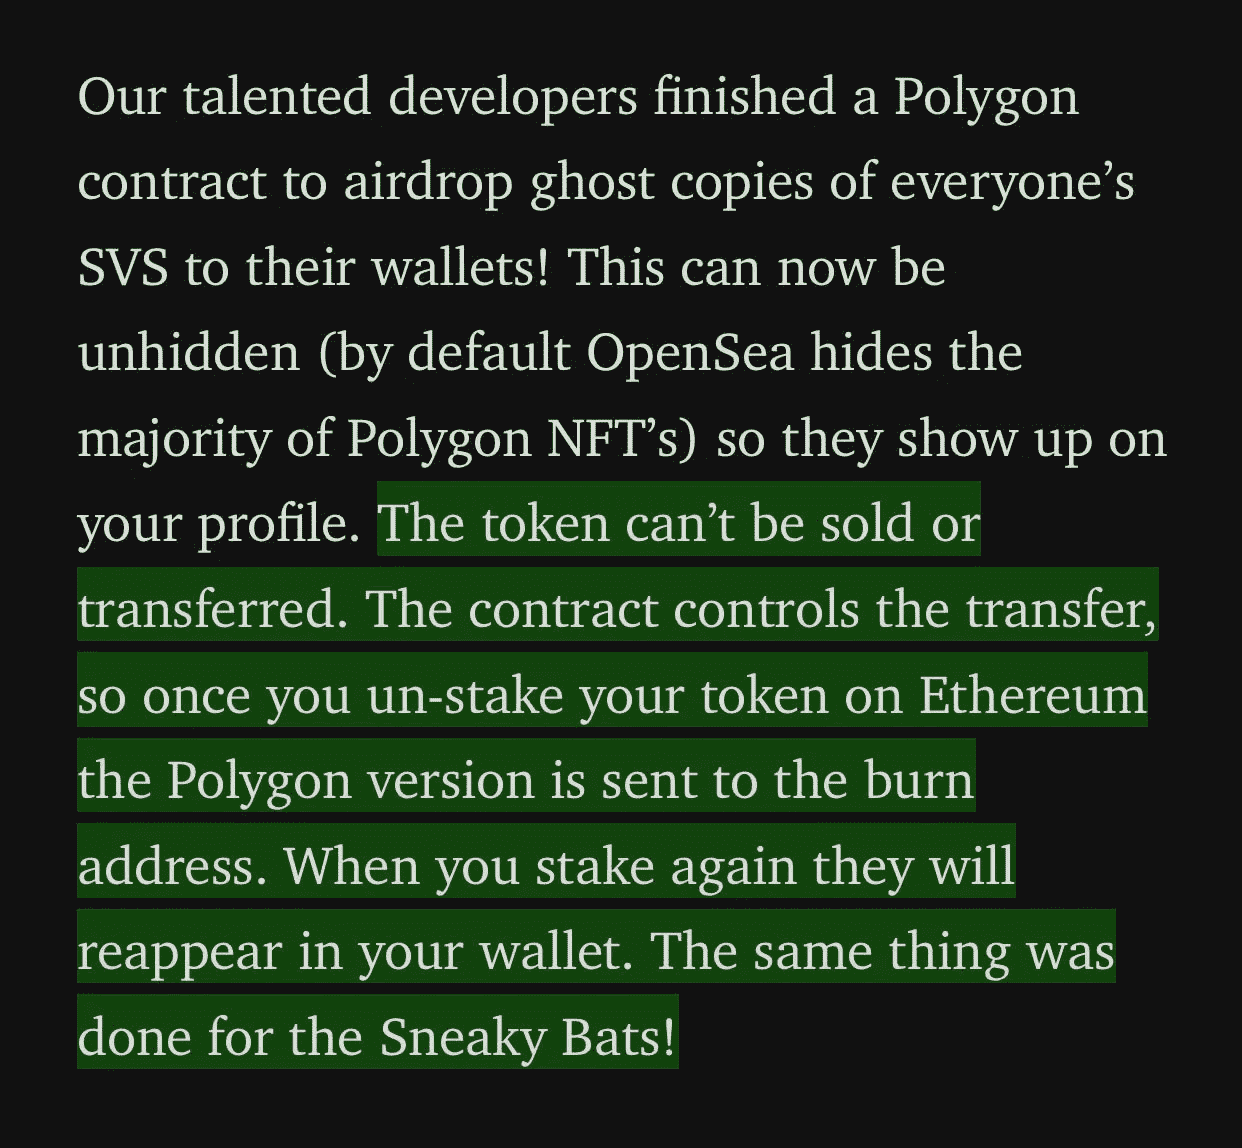 Our talented developers finished a Polygon
contract to airdrop ghost copies of everyone’s
SVS to their wallets! This can now be
unhidden (by default OpenSea hides the
majority of Polygon NFT’s) so they show up on
your profile. The token can’t be sold or
transferred. The contract controls the transfer,
so once you un-stake your token on Ethereum
the Polygon version is sent to the burn
address. When you stake again they will
reappear in your wallet. The same thing was
done for the Sneaky Bats!